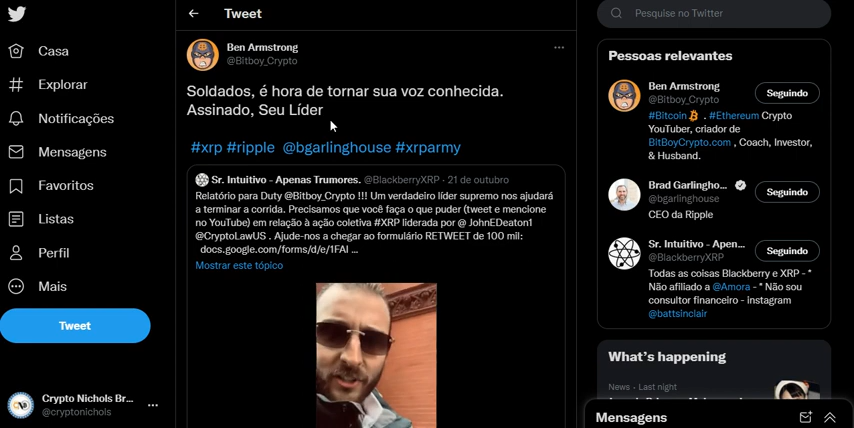 Tweet
Pesquise no Twitter
Casa
Explorar
Notificações
Mensagens
Favoritos
Listas
Perfil
Mais
Tweet
Crypto Nichols Br...
@cryptonichols
Ben Armstrong
@Bitboy_Crypto
Soldados, é hora de tornar sua voz conhecida.
Assinado, Seu Líder
#xrp #ripple @bgarlinghouse #xrparmy
Sr. Intuitivo - Apenas Trumores. @BlackberryXRP · 21 de outubro
Relatório para Duty @Bitboy_Crypto !!! Um verdadeiro líder supremo nos ajudará
a terminar a corrida. Precisamos que você faça o que puder (tweet e mencione
no YouTube) em relação à ação coletiva #XRP liderada por @ JohnEDeaton1
@CryptoLawUS . Ajude-nos a chegar ao formulário RETWEET de 100 mil:
docs.google.com/forms/d/e/1FAI ...
Mostrar este tópico
Pessoas relevantes
Ben Armstrong
@Bitboy_Crypto
Seguindo
#Bitcoin . #Ethereum Crypto
YouTuber, criador de
BitBoyCrypto.com , Coach, Investor,
& Husband.
Brad Garlingho...
@bgarlinghouse
Seguindo
CEO da Ripple
Sr. Intuitivo - Apen...
@BlackberryXRP
Seguindo
Todas as coisas Blackberry e XRP - *
Não afiliado a @Amora - * Não sou
consultor financeiro - instagram
@battsinclair
What's happening
News · Last night
Mensagens